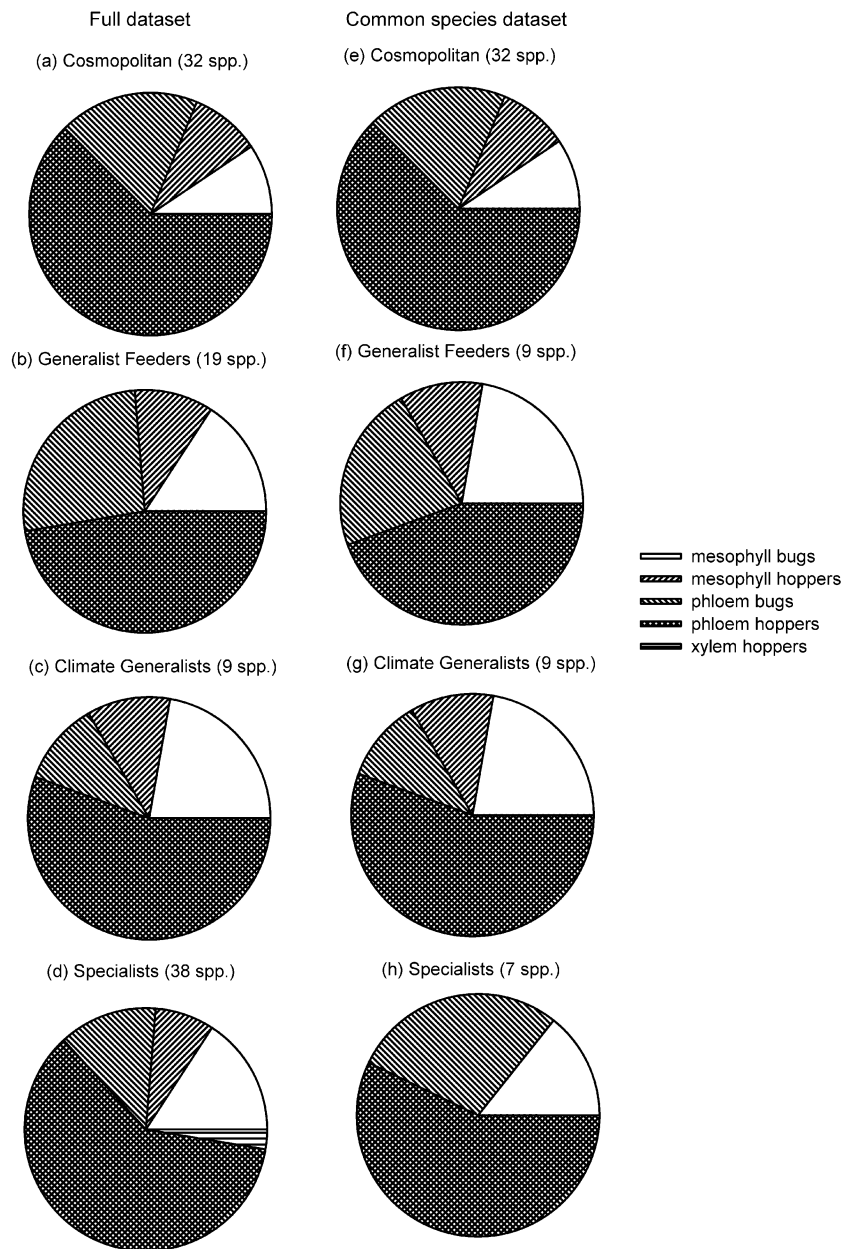 Full dataset
Common species dataset
(a) Cosmopolitan (32 spp.)
(e) Cosmopolitan (32 spp.)
(b) Generalist Feeders (19 spp.)
(f) Generalist Feeders (9 spp.)
mesophyll bugs
mesophyll hoppers
phloem bugs
phloem hoppers
xylem hoppers
(c) Climate Generalists (9 spp.)
(g) Climate Generalists (9 spp.)
(d) Specialists (38 spp.)
(h) Specialists (7 spp.)